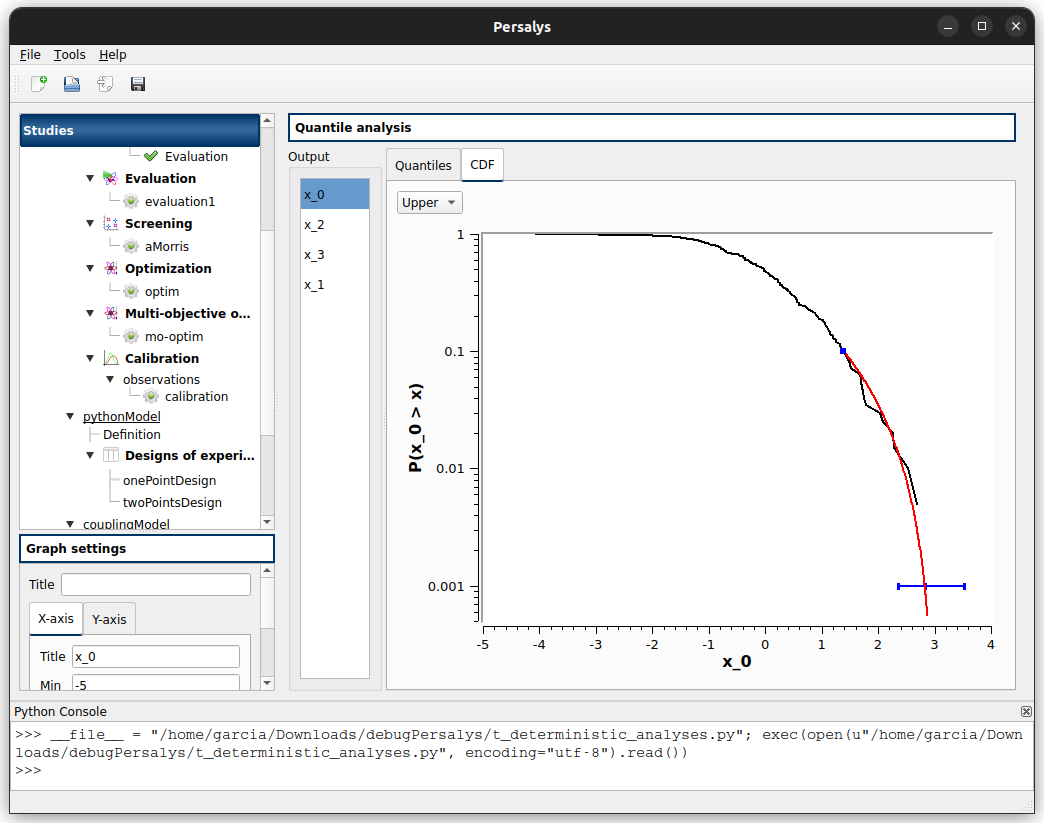 Persalys
File Tools Help
Studies
Evaluation
Evaluation
evaluation1
Screening
aMorris
Optimization
optim
Multi-objective o...
mo-optim
Calibration
observations
calibration
pythonModel
Definition
Designs of experi...
onePointDesign
twoPointsDesign
couplingModel
Graph settings
Title
X-axis Y-axis
Title x_0
Min -5
Quantile analysis
Output
x_0
x_2
x_3
x_1
Quantiles CDF
Upper
1
0.1
0.01
0.001
P(x_0 > x)
-5 -4 -3 -2 -1 0 1 2 3 4
x_0
Python Console
>>> __file__ = "/home/garcia/Downloads/debugPersalys/t_deterministic_analyses.py"; exec(open(u"/home/garcia/Down
loads/debugPersalys/t_deterministic_analyses.py", encoding="utf-8").read())
>>>